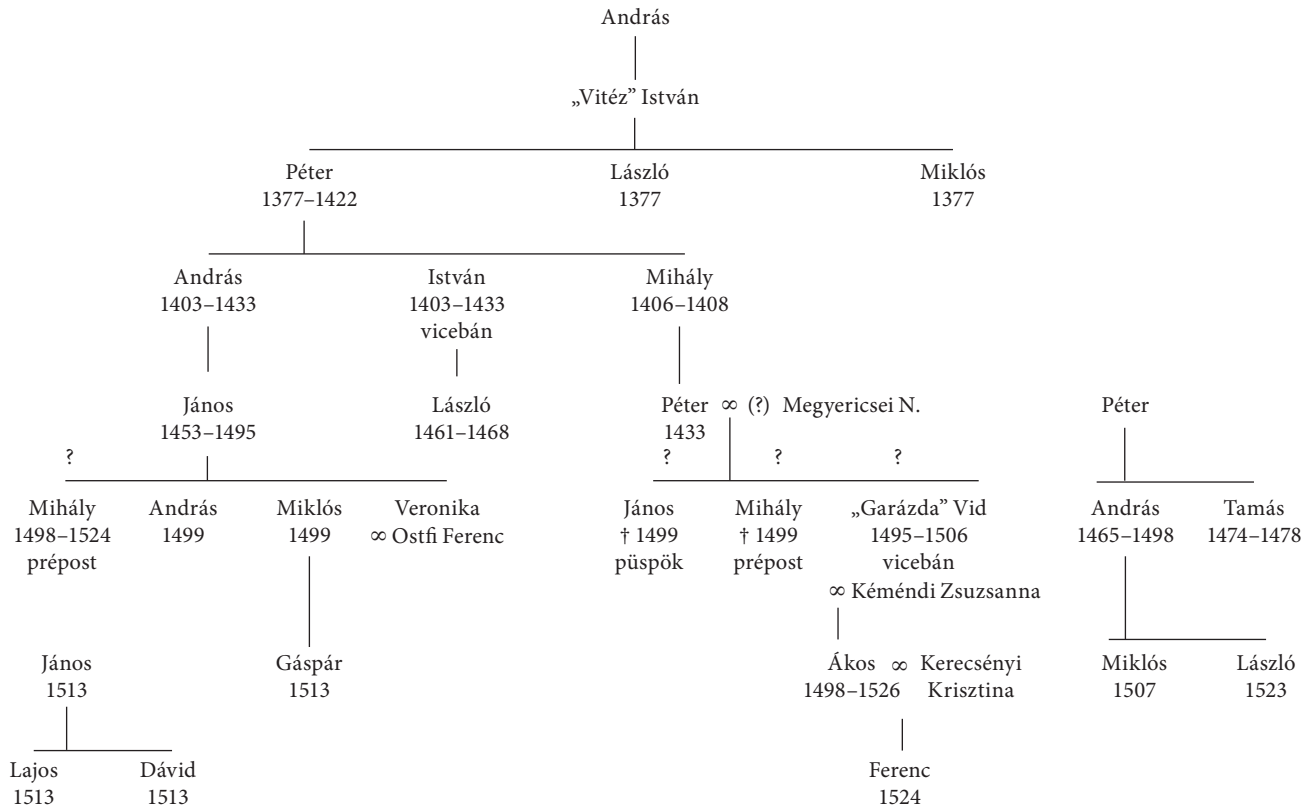 András
„Vitéz” István
Péter László Miklós
1377–1422 1377 1377
András István Mihály
1403–1433 1403–1433 1406–1408
vicebán
János László Péter ∞ (?) Megyericsei N. Péter
1453–1495 1461–1468 1433
? ? ? ?
Mihály András Miklós Veronika János Mihály „Garázda” Vid András Tamás
1498–1524 1499 1499 ∞ Ostfi Ferenc † 1499 † 1499 1495–1506 1465–1498 1474–1478
prépost püspök prépost vicebán
∞ Kéméndi Zsuzsanna
János Gáspár Ákos ∞ Kerecsényi Miklós László
1513 1513 1498–1526 Krisztina 1507 1523
Lajos Dávid Ferenc
1513 1513 1524